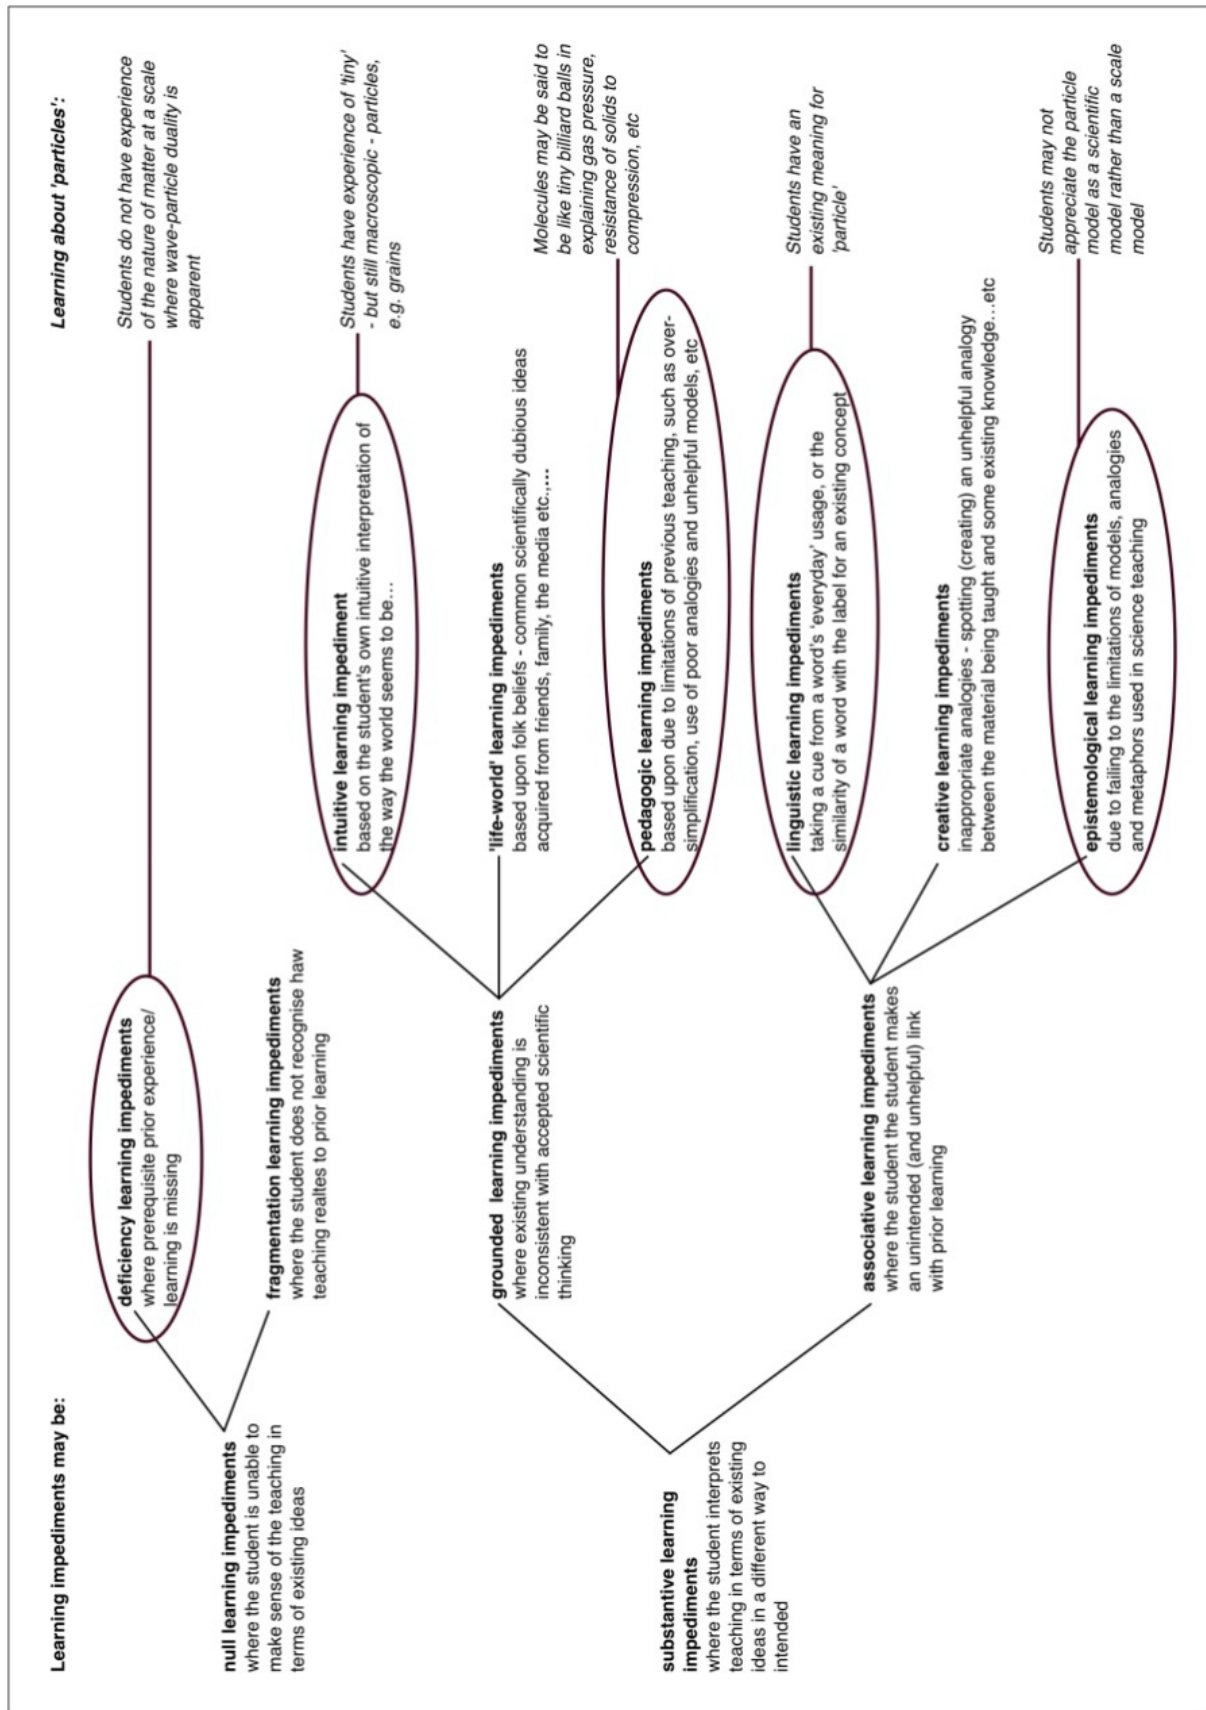 Learning impediments may be:
Learning about 'particles':
null learning impediments
where the student is unable to
make sense of the teaching in
terms of existing ideas
deficiency learning impediments
where prerequisite prior experience/
learning is missing
Students do not have experience
of the nature of matter at a scale
where wave-particle duality is
apparent
fragmentation learning impediments
where the student does not recognise haw
teaching realtes to prior learning
substantive learning
impediments
where the student interprets
teaching in terms of existing
ideas in a different way to
intended
grounded learning impediments
where existing understanding is
inconsistent with accepted scientific
thinking
intuitive learning impediment
based on the student's own intuitive interpretation of
the way the world seems to be…
Students have experience of 'tiny'
- but still macroscopic - particles,
e.g. grains
'life-world' learning impediments
based upon folk beliefs - common scientifically dubious ideas
acquired from friends, family, the media etc.,…
pedagogic learning impediments
based upon due to limitations of previous teaching, such as over-
simplification, use of poor analogies and unhelpful models, etc
Molecules may be said to
be like tiny billiard balls in
explaining gas pressure,
resistance of solids to
compression, etc
associative learning impediments
where the student the student makes
an unintended (and unhelpful) link
with prior learning
linguistic learning impediments
taking a cue from a word's 'everyday' usage, or the
similarity of a word with the label for an existing concept
Students have an
existing meaning for
'particle'
creative learning impediments
inappropriate analogies - spotting (creating) an unhelpful analogy
between the material being taught and some existing knowledge…etc
epistemological learning impediments
due to failing to the limitations of models, analogies
and metaphors used in science teaching
Students may not
appreciate the particle
model as a scientific
model rather than a scale
model